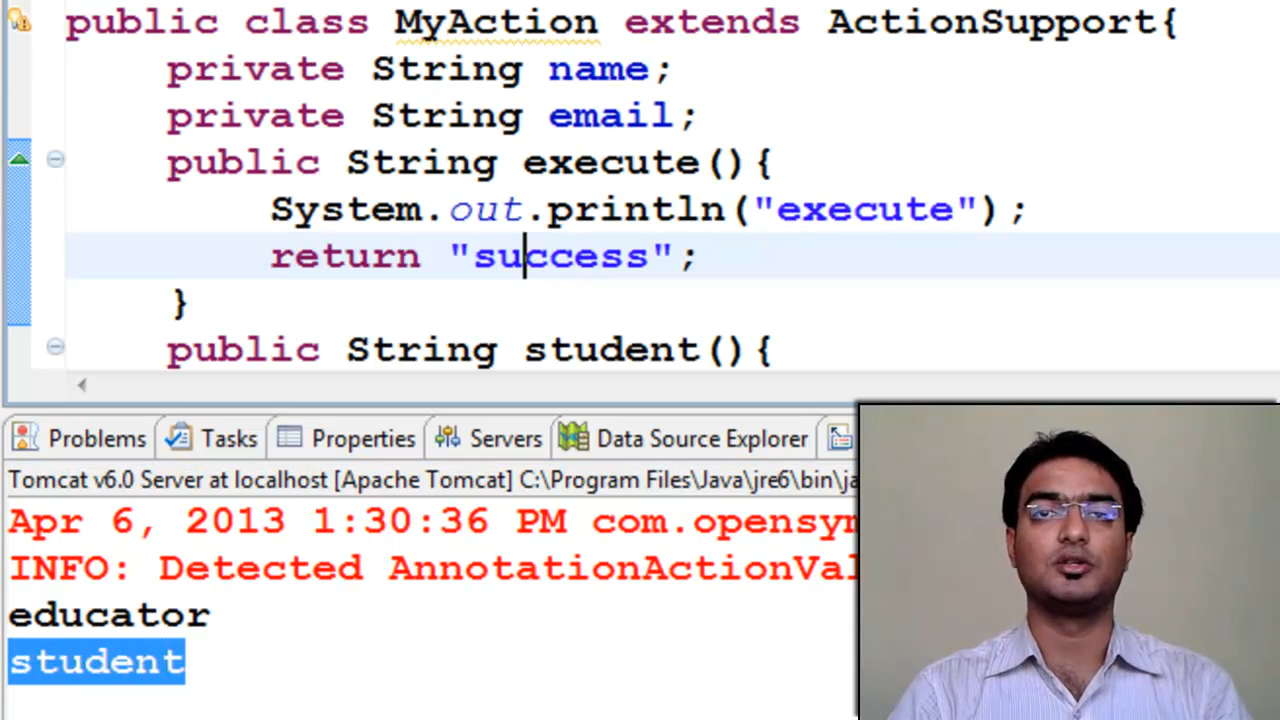 public class MyAction extends ActionSupport{
private String name;
private String email;
public String execute(){
System.out.println("execute");
return "success";
}
public String student(){
Problems Tasks Properties Servers Data Source Explorer
Tomcat v6.0 Server at localhost [Apache Tomcat] C:\Program Files\Java\jre6\bin\ja
Apr 6, 2013 1:30:36 PM com.opensym
INFO: Detected AnnotationActionVal
educator
student